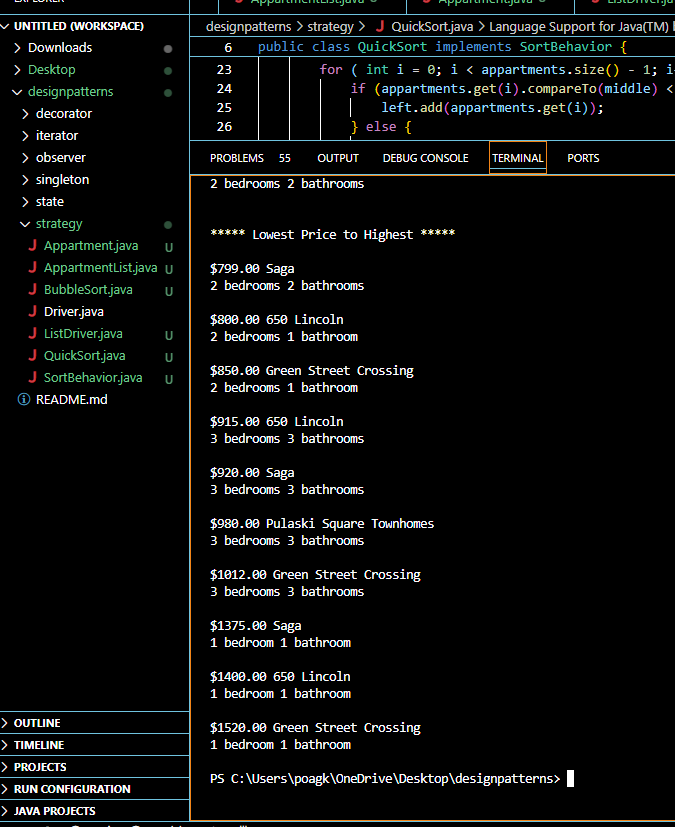 UNTITLED (WORKSPACE)
Downloads
Desktop
designpatterns
decorator
iterator
observer
singleton
state
strategy
J Appartment.java U
J AppartmentList.java U
J BubbleSort.java U
J Driver.java
J ListDriver.java U
J QuickSort.java U
J SortBehavior.java U
README.md
OUTLINE
TIMELINE
PROJECTS
RUN CONFIGURATION
JAVA PROJECTS
designpatterns > strategy > J QuickSort.java > Language Support for Java(TM)
6 public class QuickSort implements SortBehavior {
23 for ( int i = 0; i < appartments.size() - 1; i
24 if (appartments.get(i).compareTo(middle) <
25 left.add(appartments.get(i));
26 } else {
PROBLEMS 55 OUTPUT DEBUG CONSOLE TERMINAL PORTS
2 bedrooms 2 bathrooms
***** Lowest Price to Highest *****
$799.00 Saga
2 bedrooms 2 bathrooms
$800.00 650 Lincoln
2 bedrooms 1 bathroom
$850.00 Green Street Crossing
2 bedrooms 1 bathroom
$915.00 650 Lincoln
3 bedrooms 3 bathrooms
$920.00 Saga
3 bedrooms 3 bathrooms
$980.00 Pulaski Square Townhomes
3 bedrooms 3 bathrooms
$1012.00 Green Street Crossing
3 bedrooms 3 bathrooms
$1375.00 Saga
1 bedroom 1 bathroom
$1400.00 650 Lincoln
1 bedroom 1 bathroom
$1520.00 Green Street Crossing
1 bedroom 1 bathroom
PS C:\Users\poagk\OneDrive\Desktop\designpatterns>